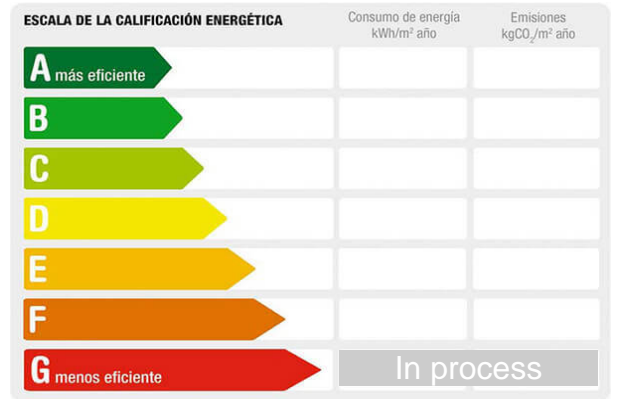 ESCALA DE LA CALIFICACIÓN ENERGÉTICA
Consumo de energía
kWh/m² año
Emisiones
kgCO₂/m² año
A más eficiente
B
C
D
E
F
G menos eficiente
In process